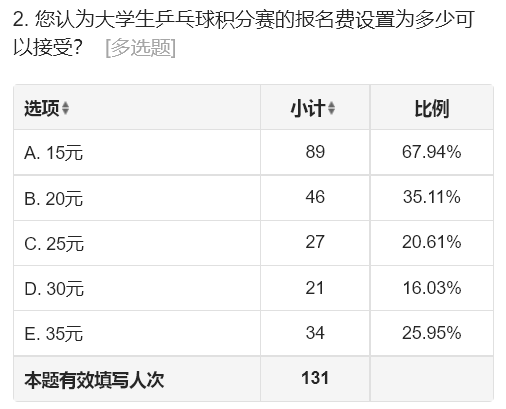 2. 您认为大学生乒乓球积分赛的报名费设置为多少可
以接受？ [多选题]
选项 小计 比例
A. 15元 89 67.94%
B. 20元 46 35.11%
C. 25元 27 20.61%
D. 30元 21 16.03%
E. 35元 34 25.95%
本题有效填写人次 131